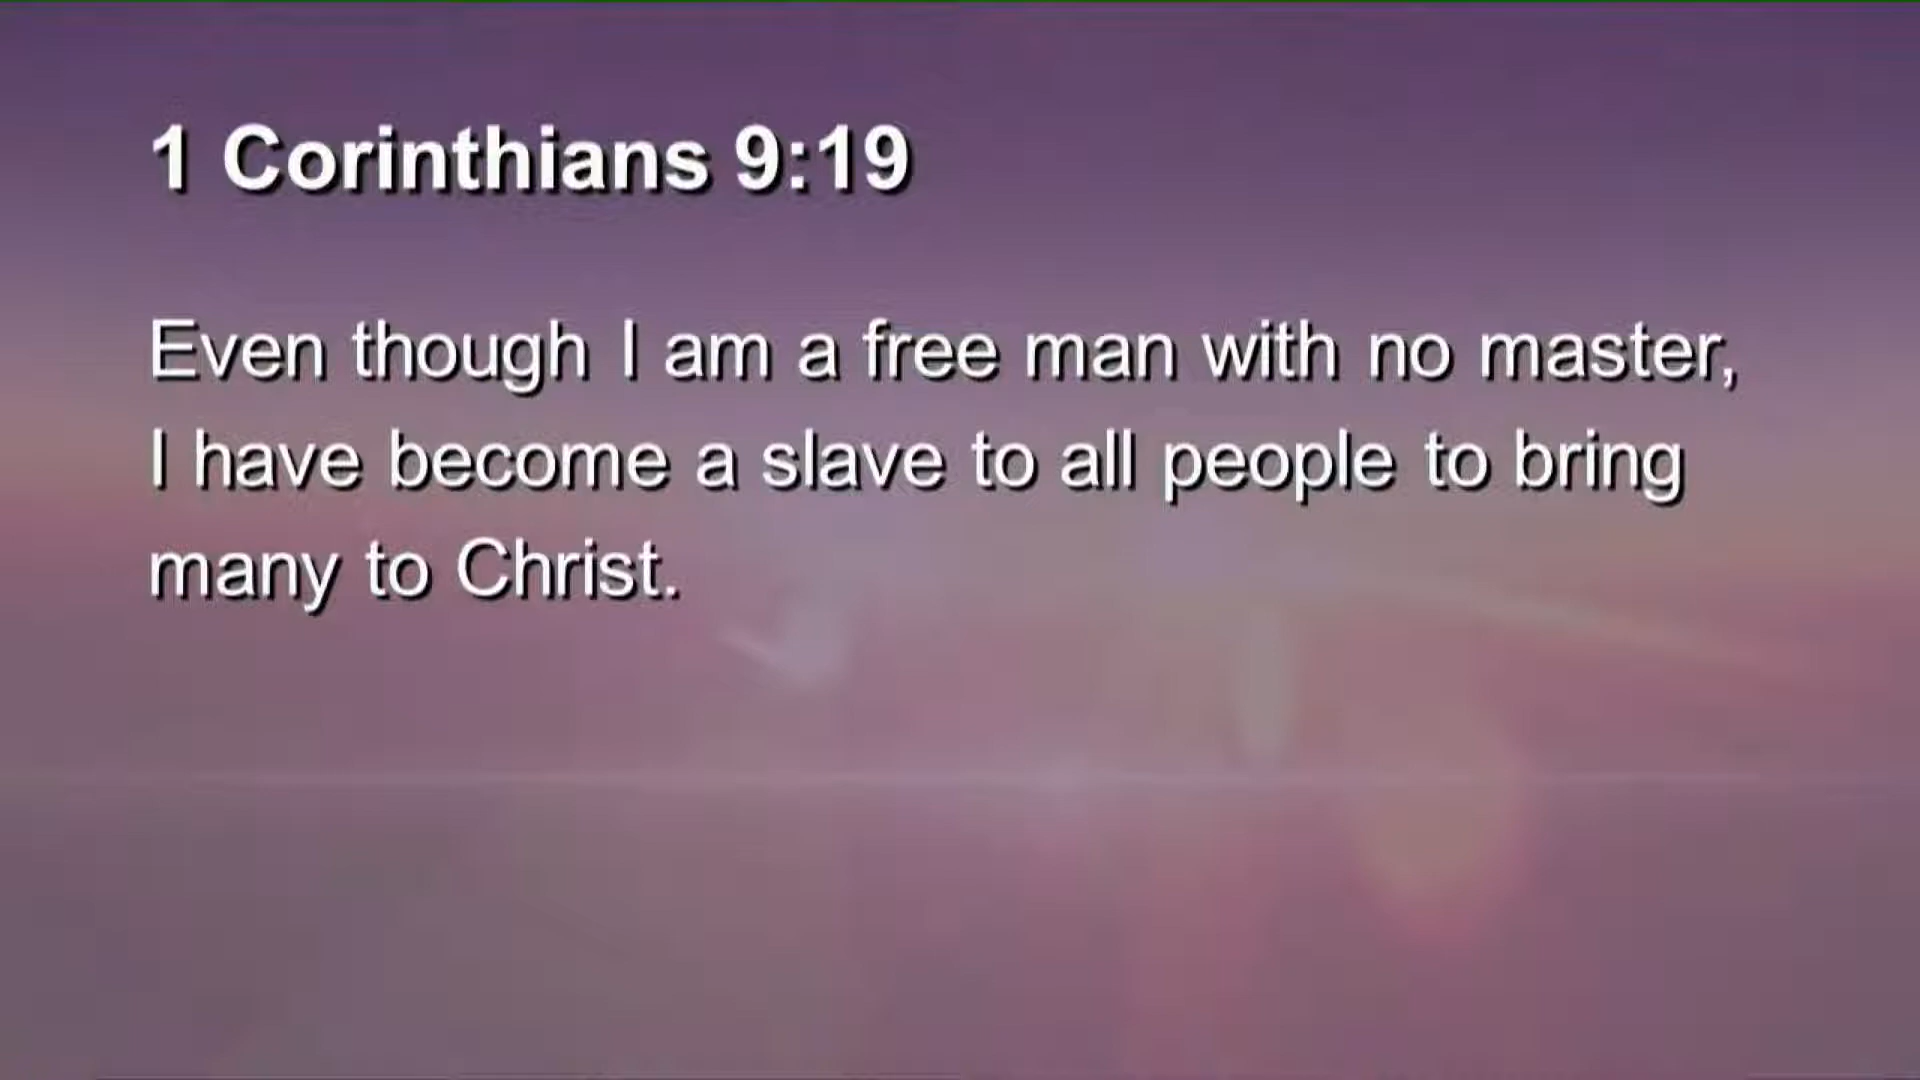 1 Corinthians 9:19
Even though I am a free man with no master,
I have become a slave to all people to bring
many to Christ.